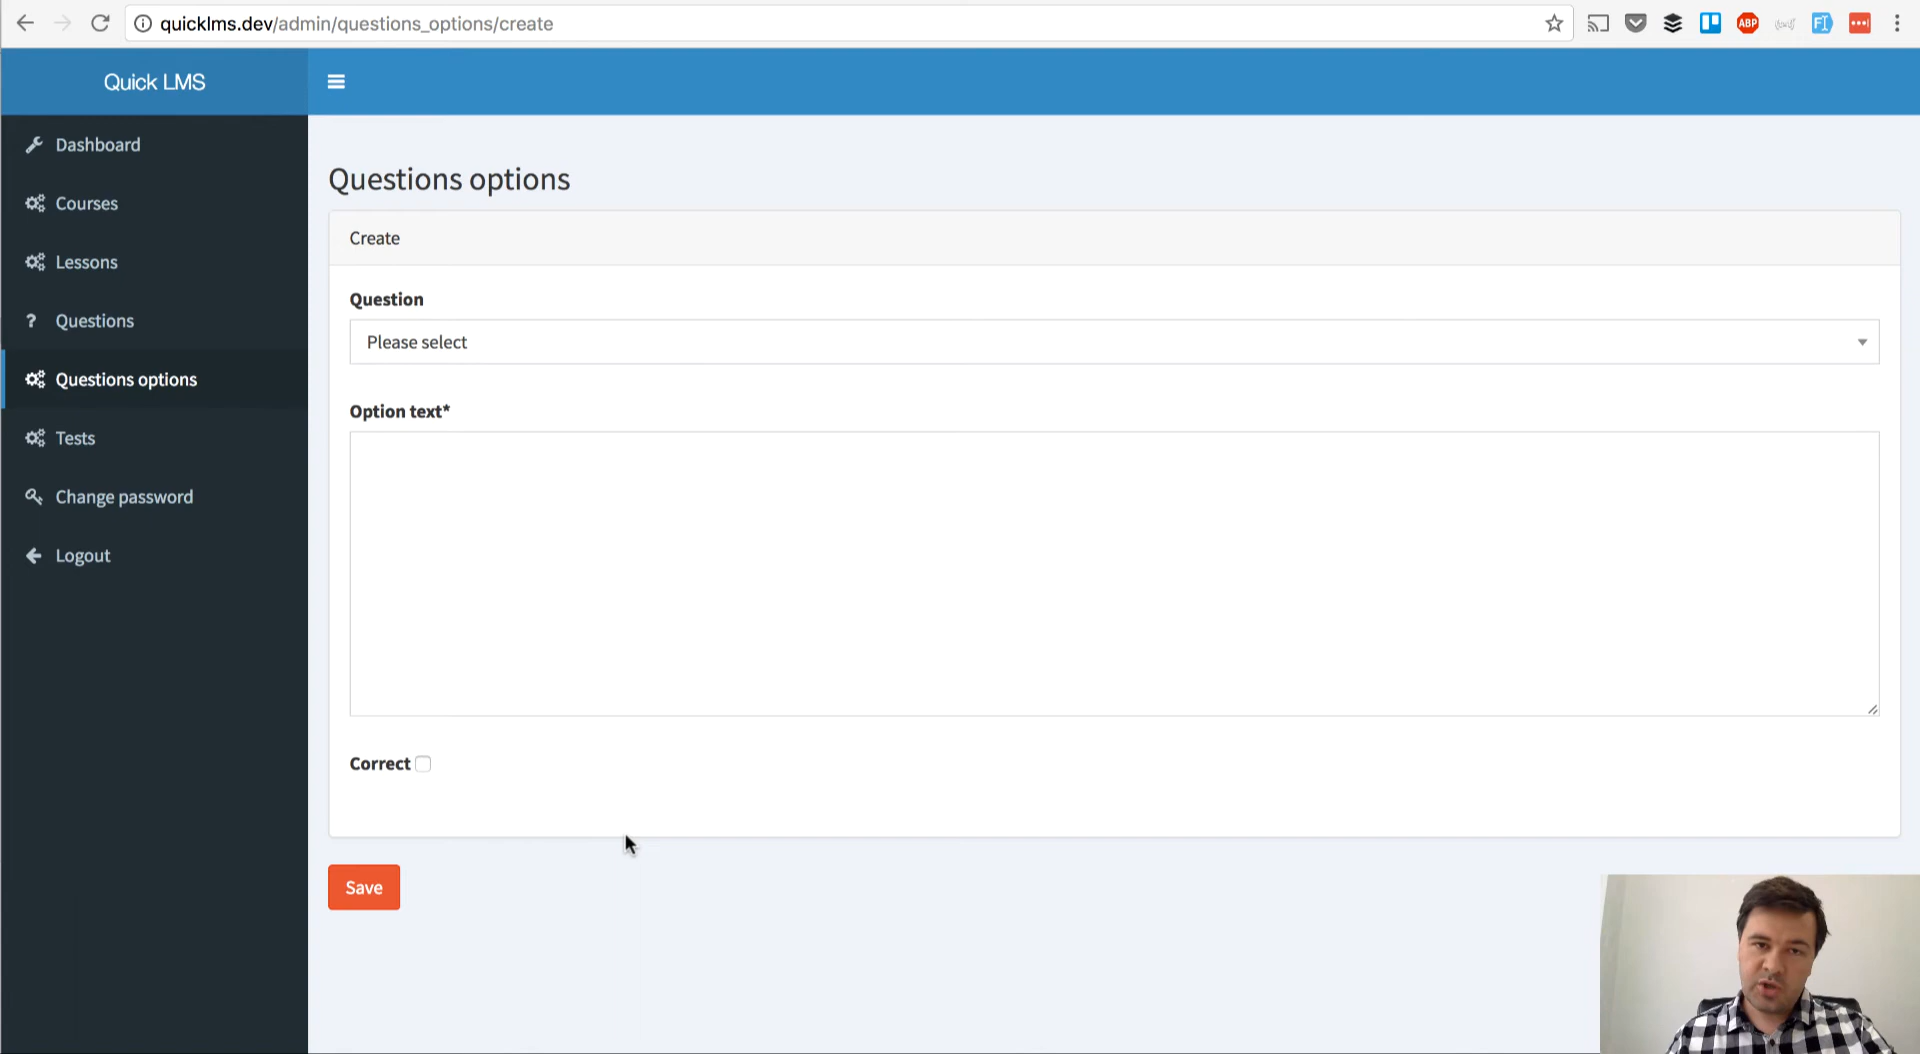 quicklms.dev/admin/questions_options/create
ABP
Quick LMS
Dashboard
Courses
Lessons
Questions
Questions options
Tests
Change password
Logout
Questions options
Create
Question
Please select
Option text*
Correct
Save